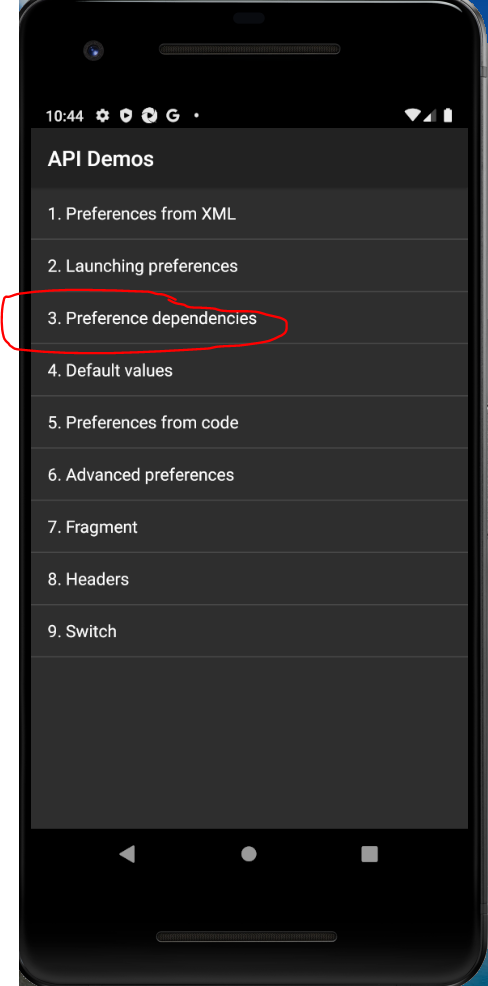 10:44 G
API Demos
1. Preferences from XML
2. Launching preferences
3. Preference dependencies
4. Default values
5. Preferences from code
6. Advanced preferences
7. Fragment
8. Headers
9. Switch